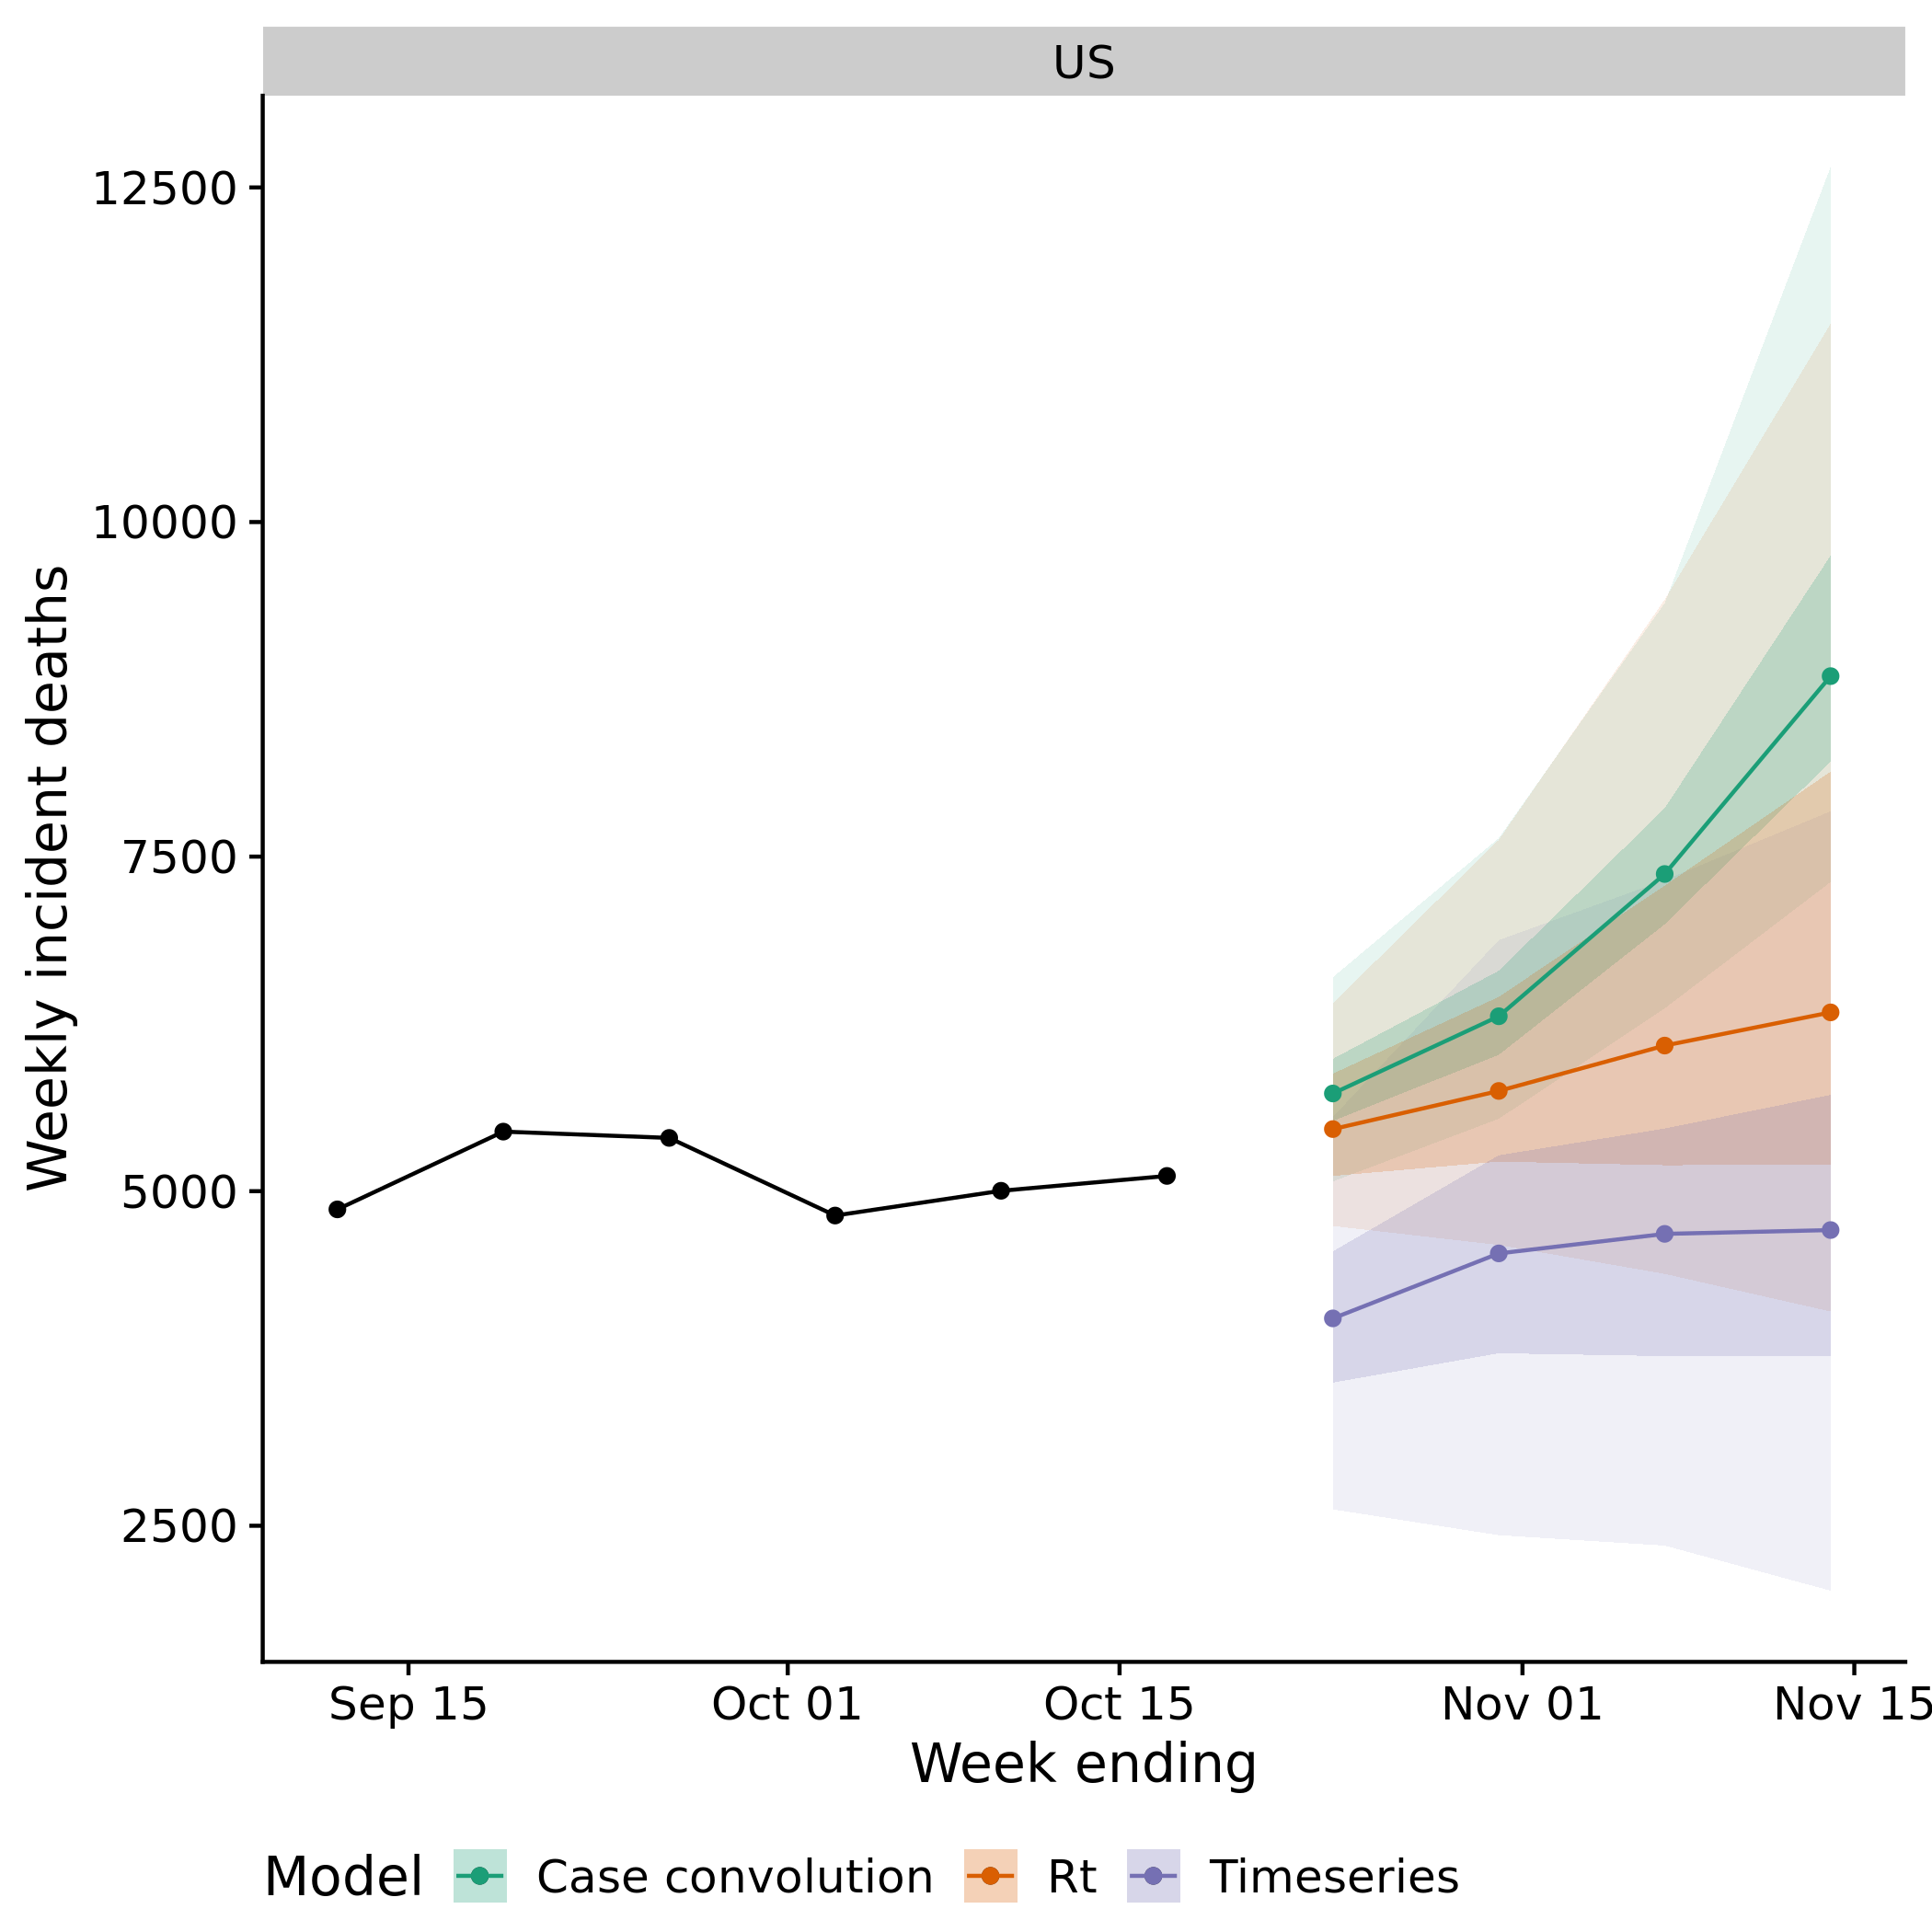 US
Weekly incident deaths
12500
10000
7500
5000
2500
Sep 15 Oct 01 Oct 15 Nov 01 Nov 15
Week ending
Model Case convolution Rt Timeseries